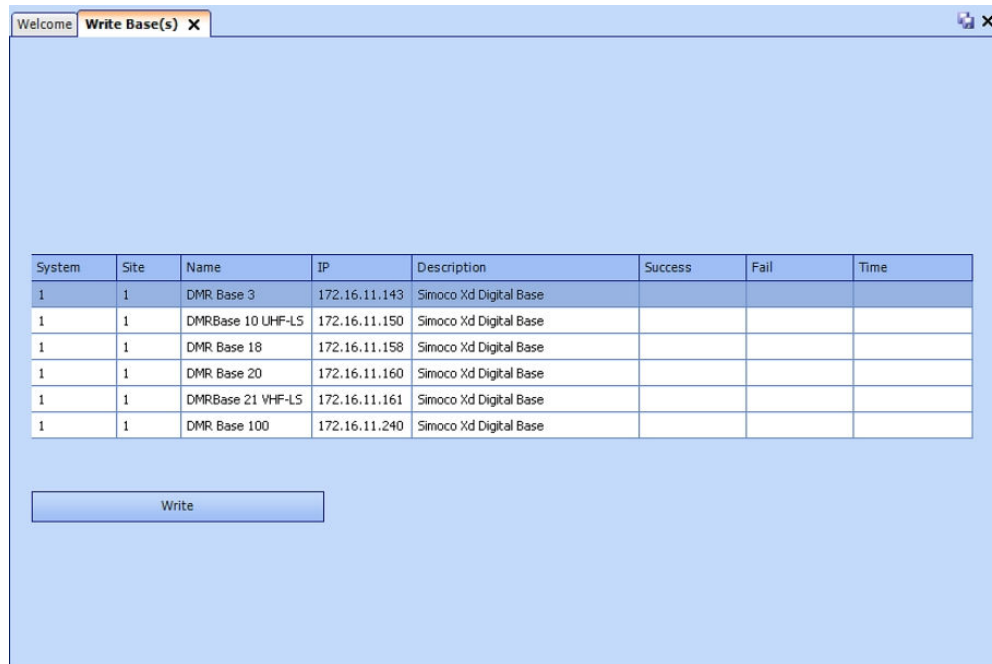 Welcome Write Base(s) X
System Site Name IP Description Success Fail Time
1 1 DMR Base 3 172.16.11.143 Simoco Xd Digital Base
1 1 DMRBase 10 UHF-LS 172.16.11.150 Simoco Xd Digital Base
1 1 DMR Base 18 172.16.11.158 Simoco Xd Digital Base
1 1 DMR Base 20 172.16.11.160 Simoco Xd Digital Base
1 1 DMRBase 21 VHF-LS 172.16.11.161 Simoco Xd Digital Base
1 1 DMR Base 100 172.16.11.240 Simoco Xd Digital Base
Write